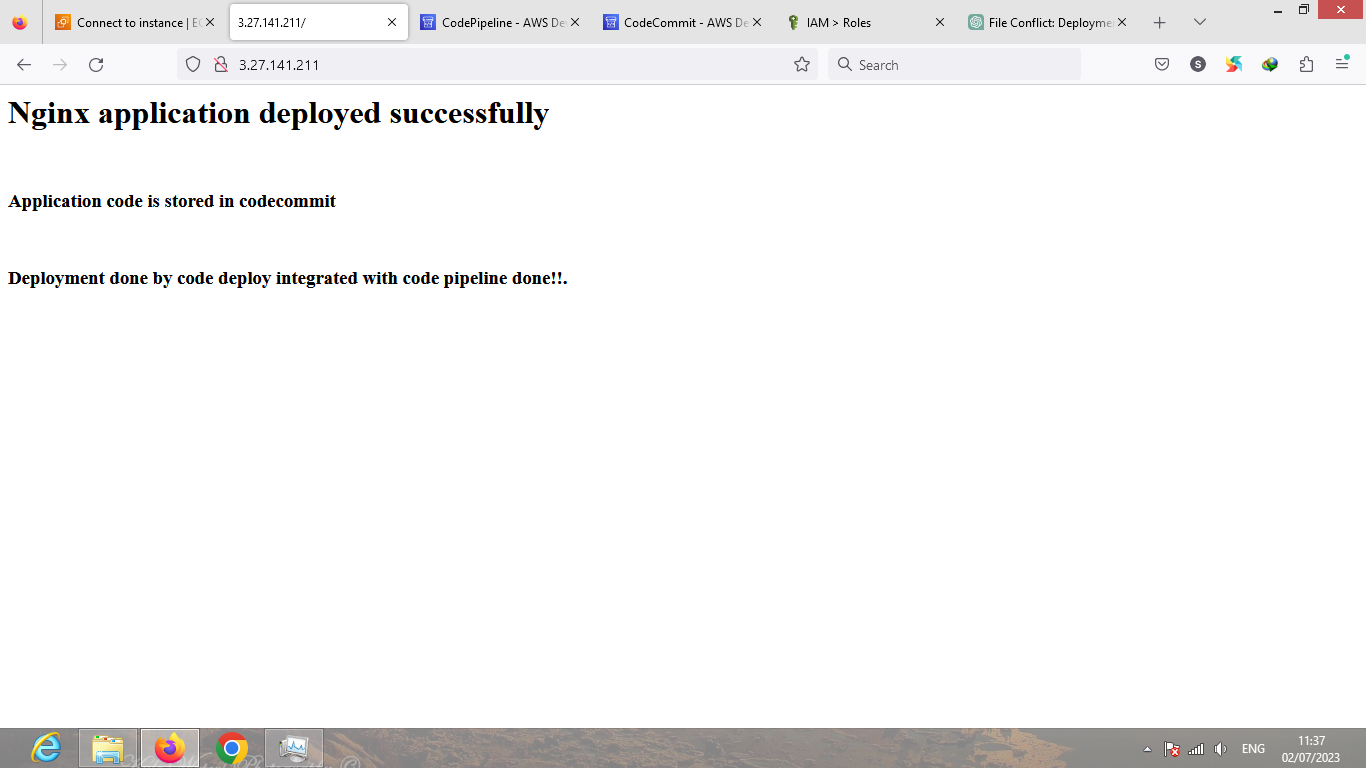 Connect to instance | EC
3.27.141.211/
CodePipeline - AWS De
CodeCommit - AWS De
IAM > Roles
File Conflict: Deployme
3.27.141.211
Search
S
Nginx application deployed successfully
Application code is stored in codecommit
Deployment done by code deploy integrated with code pipeline done!!.
ENG
11:37
02/07/2023